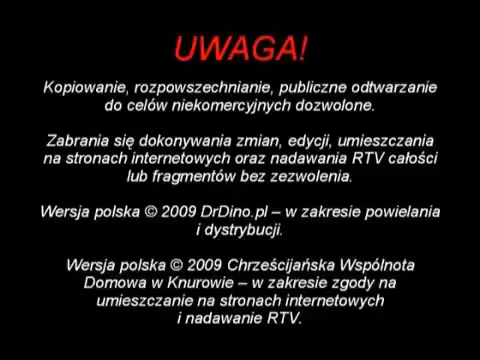 UWAGA!
Kopiowanie, rozpowszechnianie, publiczne odtwarzanie
do celów niekomercyjnych dozwolone.
Zabrania się dokonywania zmian, edycji, umieszczania
na stronach internetowych oraz nadawania RTV całości
lub fragmentów bez zezwolenia.
Wersja polska © 2009 DrDino.pl – w zakresie powielania
i dystrybucji.
Wersja polska © 2009 Chrześcijańska Wspólnota
Domowa w Knurowie – w zakresie zgody na
umieszczanie na stronach internetowych
i nadawanie RTV.